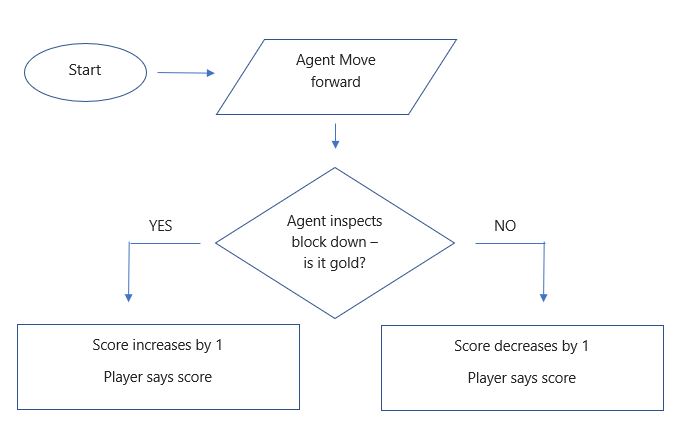 Start
Agent Move
forward
Agent inspects
block down –
is it gold?
YES
NO
Score increases by 1
Player says score
Score decreases by 1
Player says score